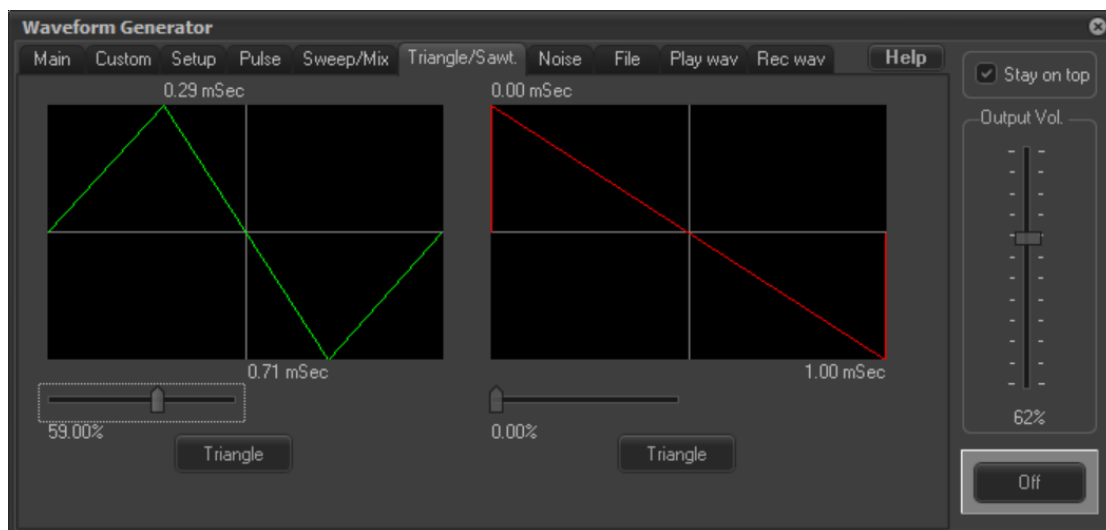 Waveform Generator
Main Custom Setup Pulse Sweep/Mix Triangle/Sawt. Noise File Play wav Rec wav Help
Stay on top
0.29 mSec 0.00 mSec
Output Vol.
0.71 mSec 1.00 mSec
59.00% 0.00% 62%
Triangle Triangle
Off